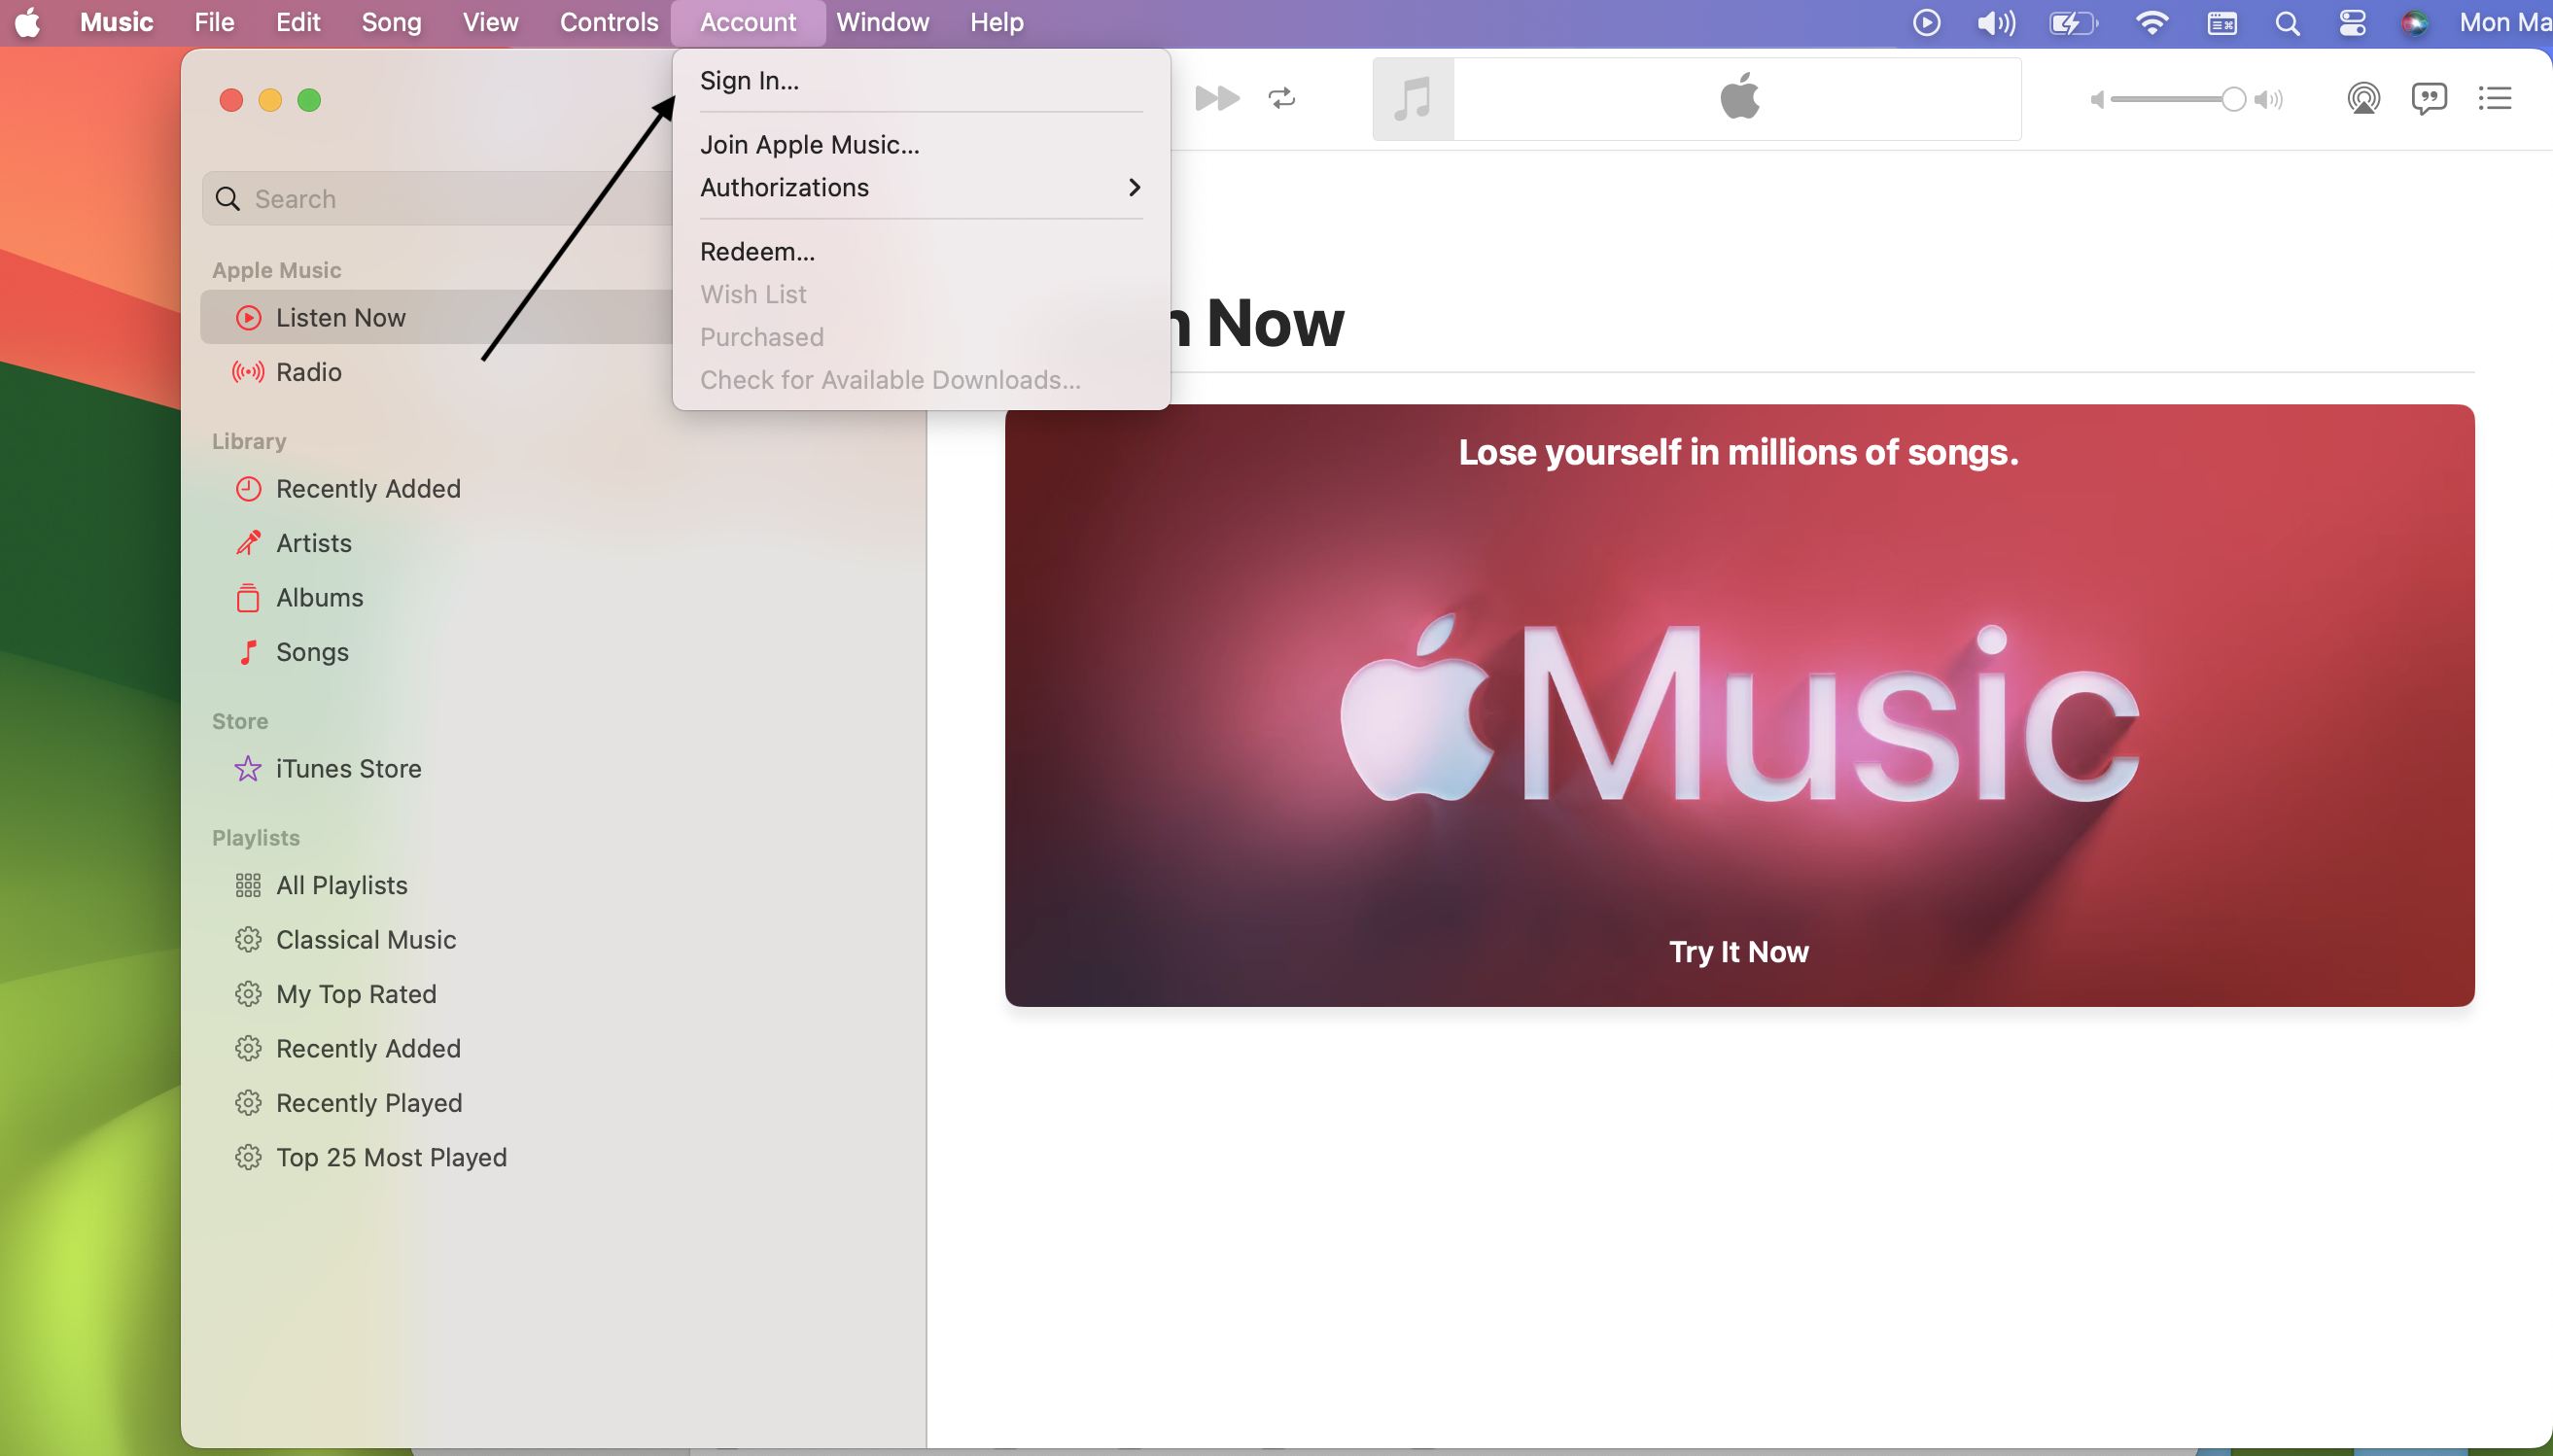 Music File Edit Song View Controls Account Window Help Mon Ma
Sign In...
Join Apple Music...
Authorizations
Redeem...
Wish List
Purchased
Check for Available Downloads...
Search
Apple Music
Listen Now
Radio
Library
Recently Added
Artists
Albums
Songs
Store
iTunes Store
Playlists
All Playlists
Classical Music
My Top Rated
Recently Added
Recently Played
Top 25 Most Played
n Now
Lose yourself in millions of songs.
Music
Try It Now